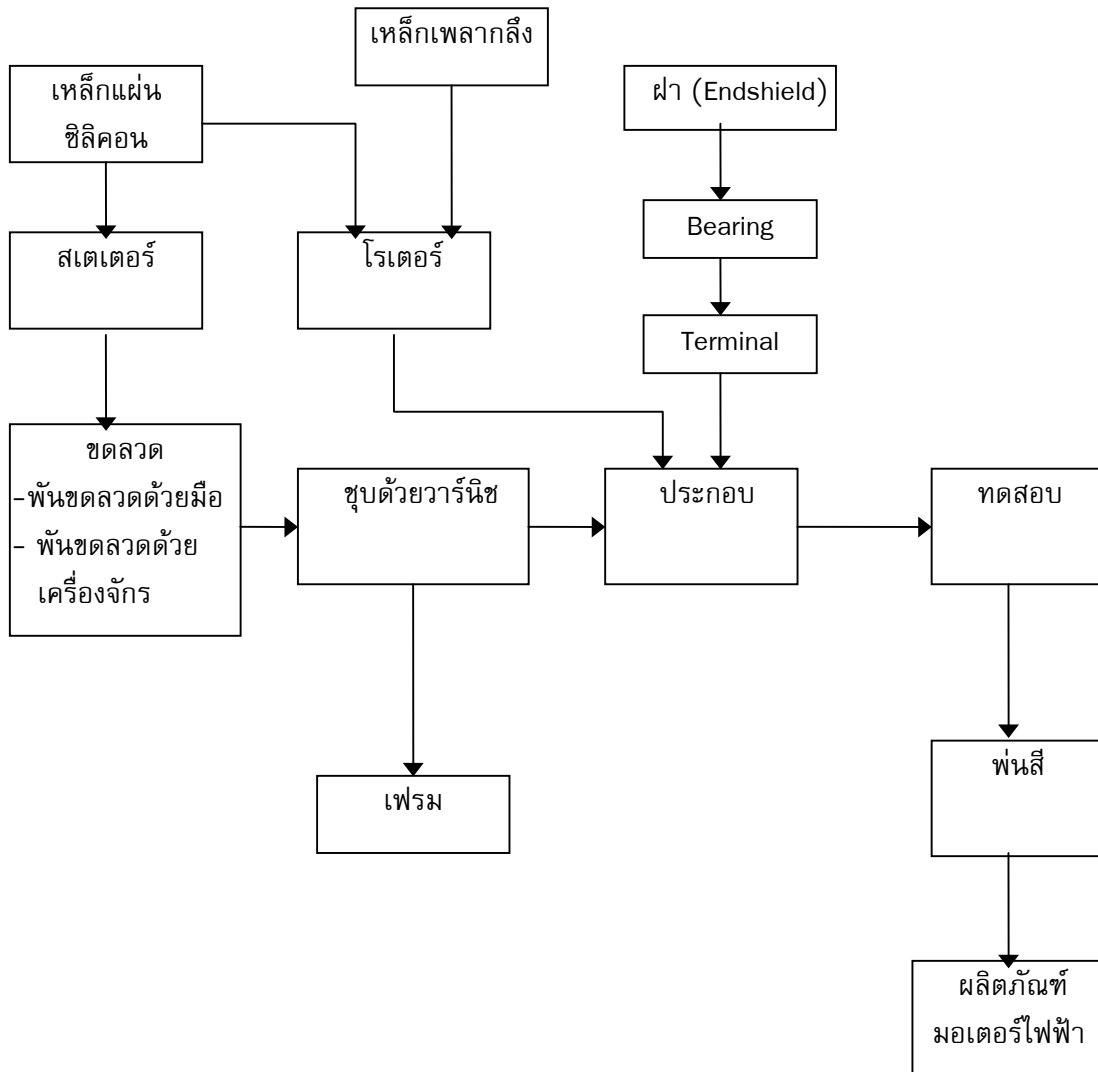 เหล็กเพลากลึง
เหล็กแผ่น
ซิลิคอน
ฝา (Endshield)
Bearing
สเตเตอร์
โรเตอร์
Terminal
ขดลวด
-พันขดลวดด้วยมือ
- พันขดลวดด้วย
เครื่องจักร
ชุบด้วยวาร์นิช
ประกอบ
ทดสอบ
พ่นสี
เฟรม
ผลิตภัณฑ์
มอเตอร์ไฟฟ้า